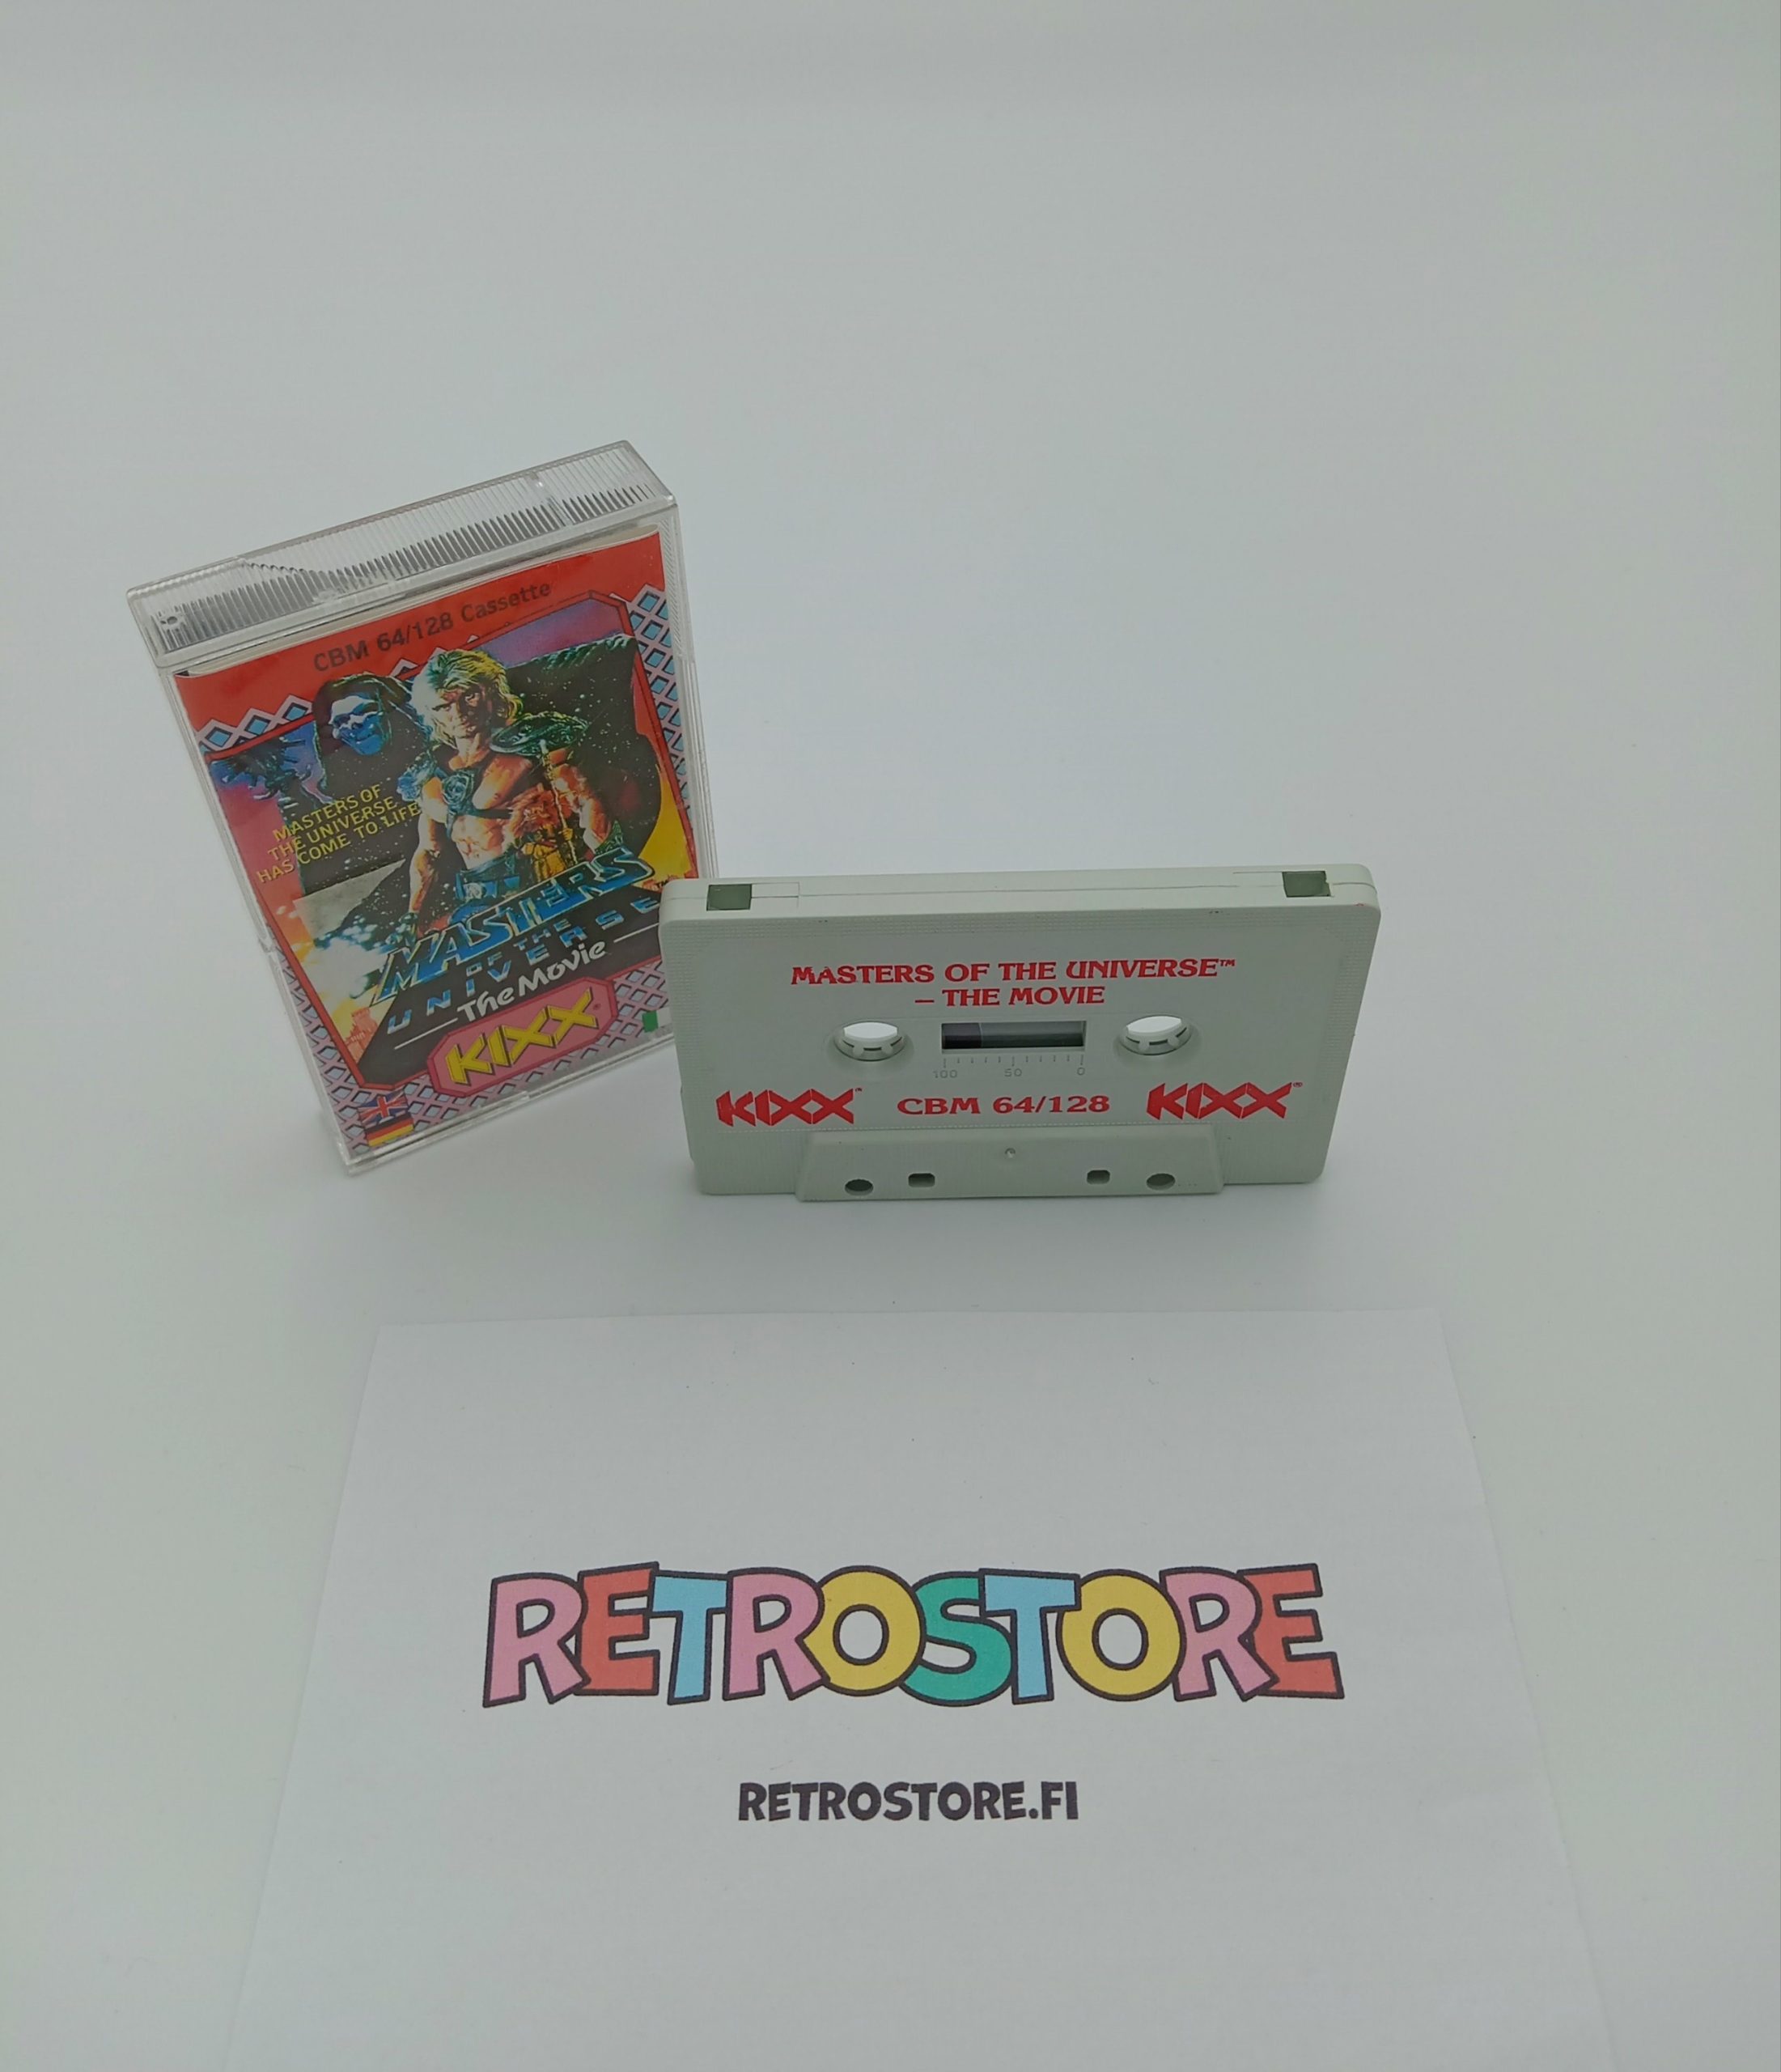 CBM 64/128 Cassette
MASTERS OF
THE UNIVERSE
HAS COME TO LIFE
MASTERS
OF THE
UNIVERSE
The Movie
KIXX
MASTERS OF THE UNIVERSE™
– THE MOVIE
100 50 0
KIXX™ CBM 64/128 KIXX®
RETROSTORE
RETROSTORE.FI